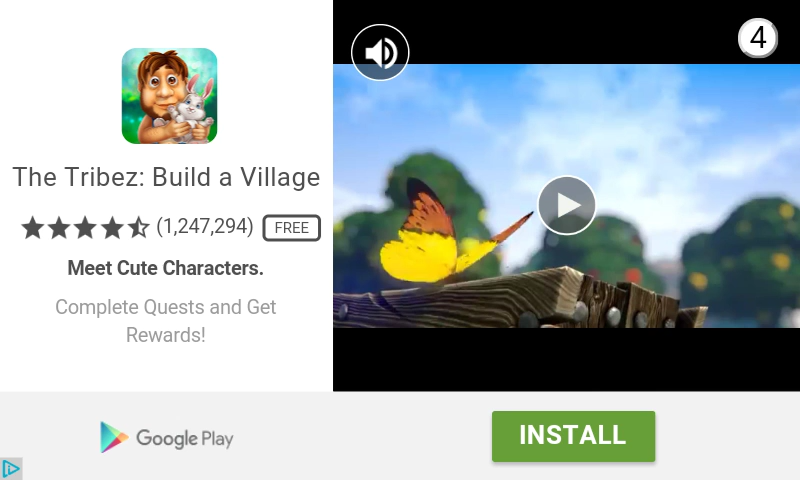 4
The Tribez: Build a Village
(1,247,294) FREE
Meet Cute Characters.
Complete Quests and Get
Rewards!
Google Play
INSTALL